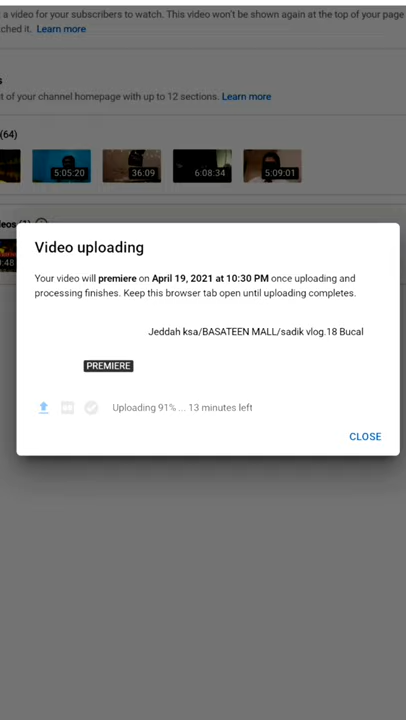 a video for your subscribers to watch. This video won't be shown again at the top of your page
ched it. Learn more
s
t of your channel homepage with up to 12 sections. Learn more
(64)
5:05:20
36:09
6:08:34
5:09:01
deos (1)
0:48
Video uploading
Your video will premiere on April 19, 2021 at 10:30 PM once uploading and
processing finishes. Keep this browser tab open until uploading completes.
Jeddah ksa/BASATEEN MALL/sadik vlog.18 Bucal
PREMIERE
Uploading 91% ... 13 minutes left
CLOSE